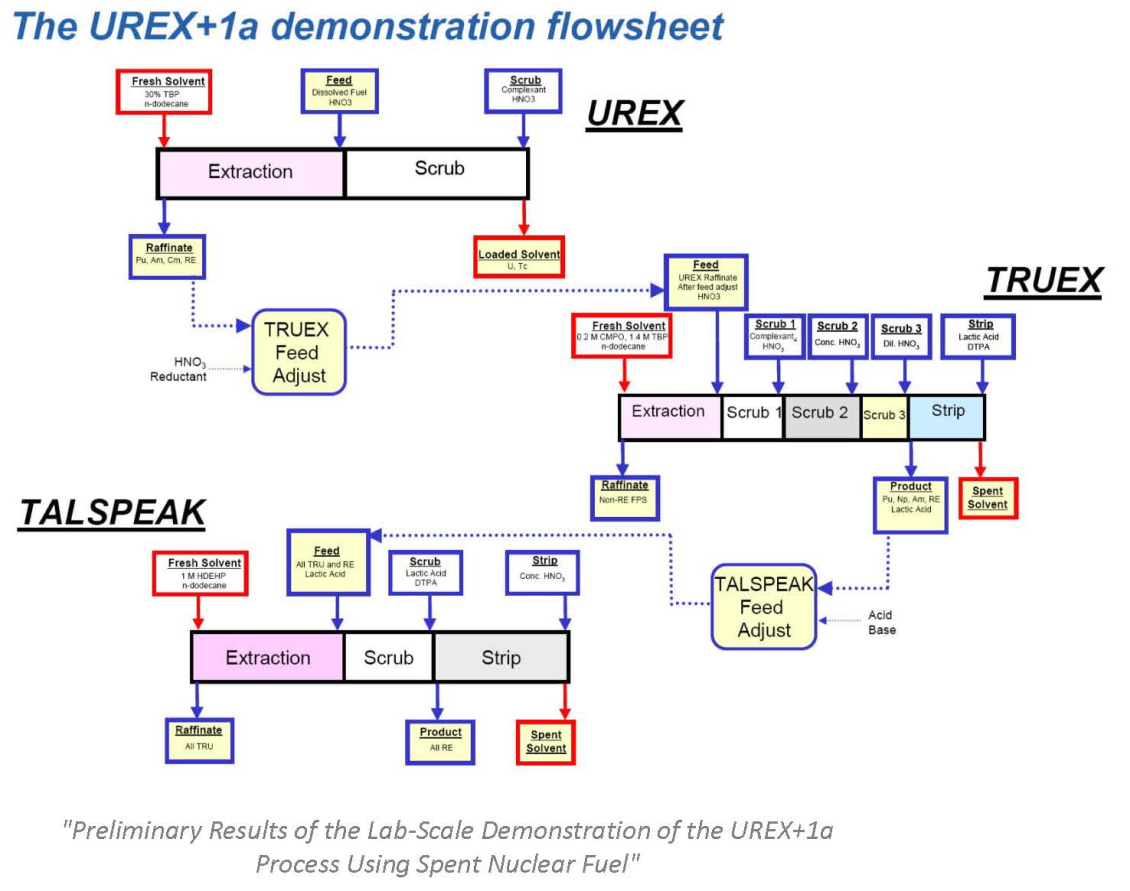 The UREX+1a demonstration flowsheet
Fresh Solvent
30% TBP
n-dodecane
Feed
Dissolved Fuel
HNO3
Scrub
Complexant
HNO3
UREX
Extraction
Scrub
Raffinate
Pu, Am, Cm, RE
Loaded Solvent
U, Tc
TRUEX
Feed
Adjust
HNO₃
Reductant
TRUEX
Feed
UREX Raffinate
After feed adjust
HNO3
Fresh Solvent
0.2 M CMPO, 1.4 M TBP
n-dodecane
Scrub 1
Complexant,
HNO₃
Scrub 2
Conc. HNO₃
Scrub 3
Dil. HNO₃
Strip
Lactic Acid
DTPA
Extraction
Scrub 1
Scrub 2
Scrub 3
Strip
Raffinate
Non-RE FPS
Product
Pu, Np, Am, RE
Lactic Acid
Spent
Solvent
TALSPEAK
Feed
Adjust
Acid
Base
TALSPEAK
Fresh Solvent
1 M HDEHP
n-dodecane
Feed
All TRU and RE
Lactic Acid
Scrub
Lactic Acid
DTPA
Strip
Conc. HNO₃
Extraction
Scrub
Strip
Raffinate
All TRU
Product
All RE
Spent
Solvent
"Preliminary Results of the Lab-Scale Demonstration of the UREX+1a
Process Using Spent Nuclear Fuel"